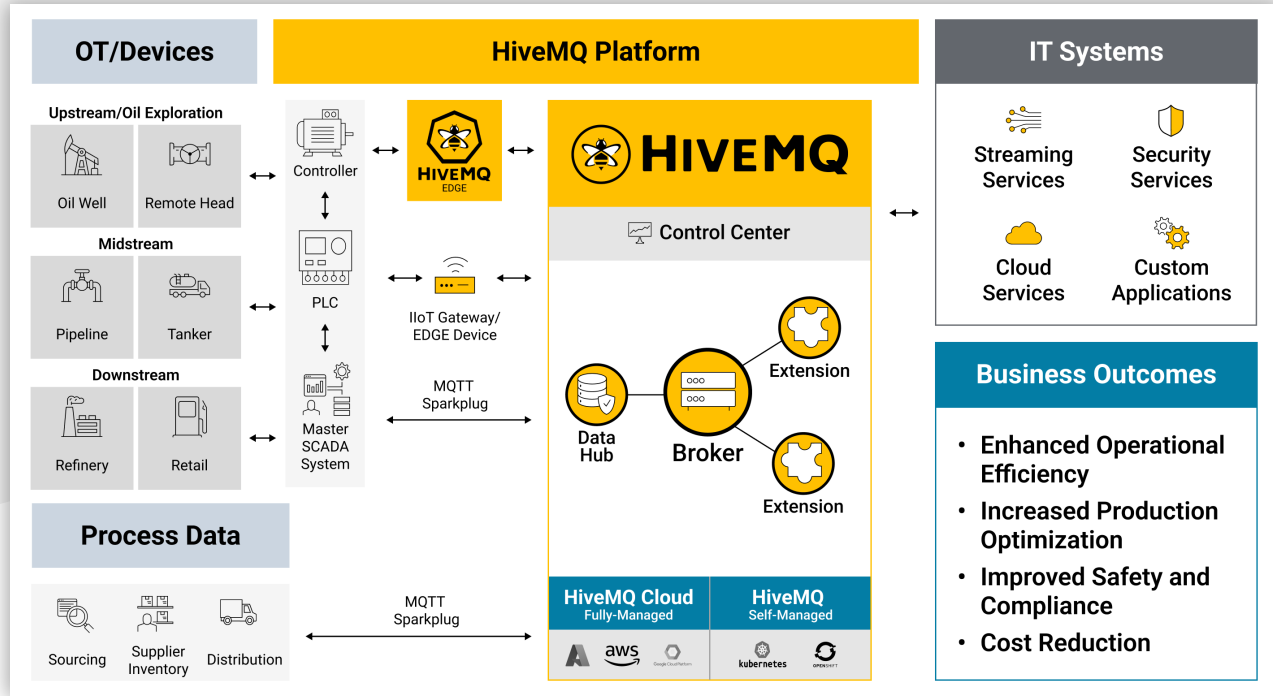 OT/Devices
HiveMQ Platform
IT Systems
Upstream/Oil Exploration
Oil Well
Remote Head
Midstream
Pipeline
Tanker
Downstream
Refinery
Retail
Controller
PLC
Master
SCADA
System
HIVEMQ
EDGE
IIoT Gateway/
EDGE Device
MQTT
Sparkplug
HIVEMQ
Control Center
Data
Hub
Broker
Extension
Extension
HiveMQ Cloud
Fully-Managed
HiveMQ
Self-Managed
aws
Google Cloud Platform
kubernetes
OPENSHIFT
Streaming
Services
Security
Services
Cloud
Services
Custom
Applications
Business Outcomes
• Enhanced Operational
Efficiency
• Increased Production
Optimization
• Improved Safety and
Compliance
• Cost Reduction
Process Data
Sourcing
Supplier
Inventory
Distribution
MQTT
Sparkplug